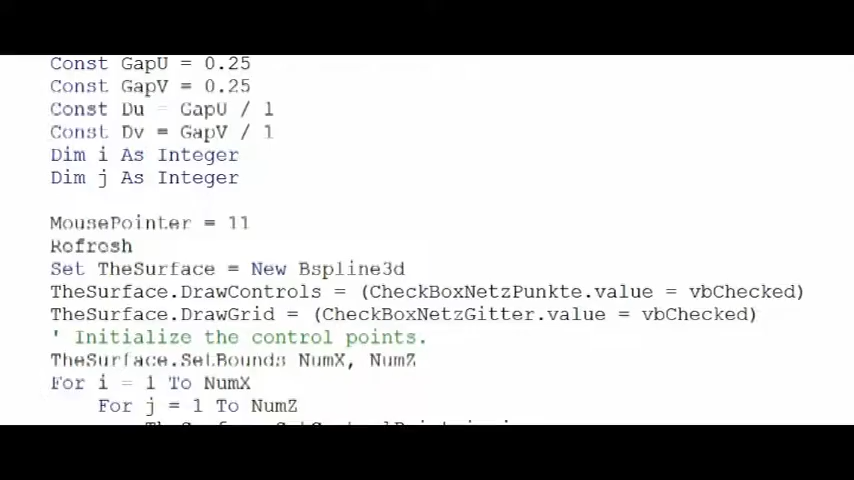 Const GapU = 0.25
Const GapV = 0.25
Const Du = GapU / 1
Const Dv = GapV / 1
Dim i As Integer
Dim j As Integer
MousePointer = 11
Refresh
Set TheSurface = New Bspline3d
TheSurface.DrawControls = (CheckBoxNetzPunkte.value = vbChecked)
TheSurface.DrawGrid = (CheckBoxNetzGitter.value = vbChecked)
' Initialize the control points.
TheSurface.SetBounds NumX, NumZ
For i = 1 To NumX
For j = 1 To NumZ